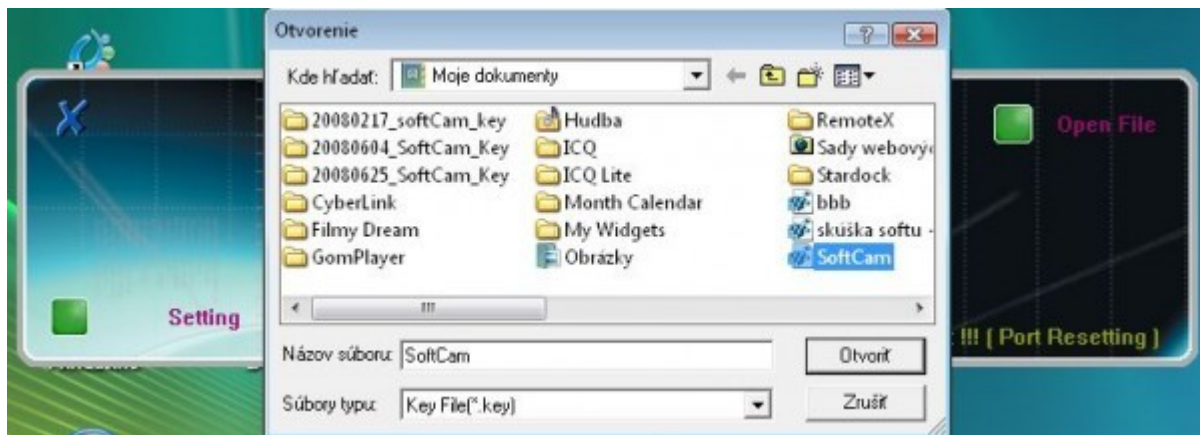 Otvorenie
Kde hľadať: Moje dokumenty
20080217_softCam_key
20080604_SoftCam_Key
20080625_SoftCam_Key
CyberLink
Filmy Dream
GomPlayer
Hudba
ICQ
ICQ Lite
Month Calendar
My Widgets
Obrázky
RemoteX
Sady webový
Stardock
bbb
skúška softu -
SoftCam
Názov súboru: SoftCam
Otvoriť
Súbory typu: Key File(*.key)
Zrušiť
Setting
Open File
!!! ( Port Resetting )